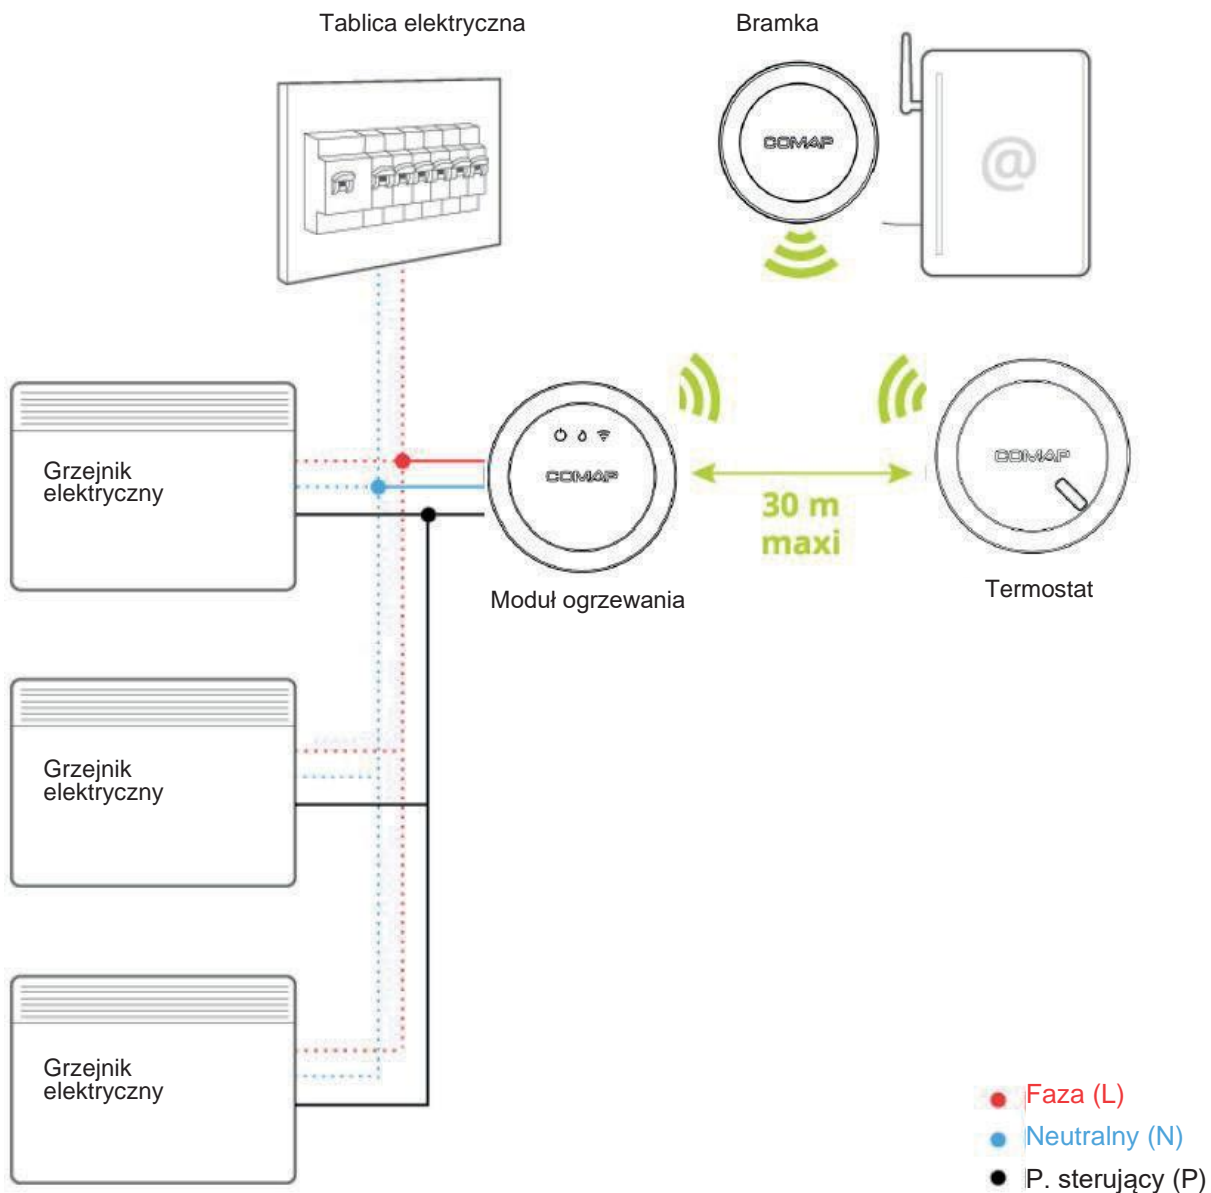 Tablica elektryczna
Bramka
COMAP
@
Grzejnik
elektryczny
COMAP
30 m
maxi
COMAP
Moduł ogrzewania
Termostat
Grzejnik
elektryczny
Grzejnik
elektryczny
Faza (L)
Neutralny (N)
P. sterujący (P)